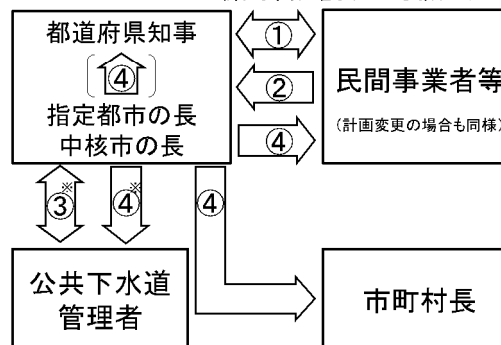 都道府県知事
④
指定都市の長
中核市の長
①
②
④
民間事業者等
(計画変更の場合も同様)
③※
④※
④
公共下水道
管理者
市町村長